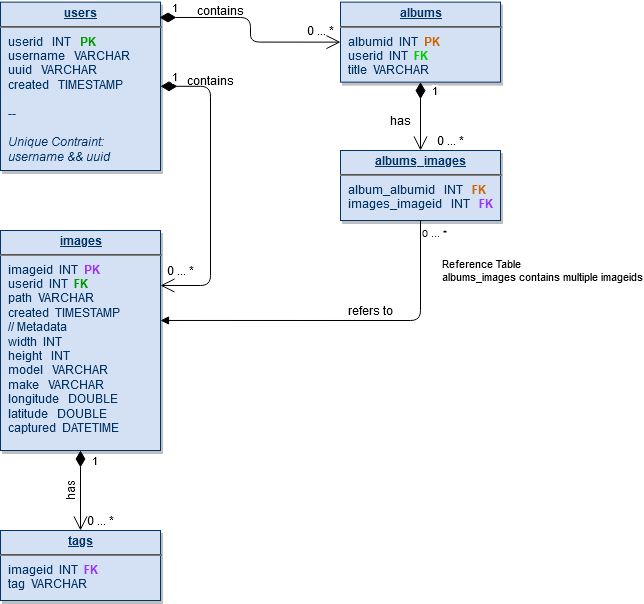 users
userid INT PK
username VARCHAR
uuid VARCHAR
created TIMESTAMP
--
Unique Contraint:
username && uuid
1 contains
0 ... *
1 contains
0 ... *
albums
albumid INT PK
userid INT FK
title VARCHAR
1
has
0 ... *
albums_images
album_albumid INT FK
images_imageid INT FK
0 ... *
Reference Table
albums_images contains multiple imageids
refers to
images
imageid INT PK
userid INT FK
path VARCHAR
created TIMESTAMP
// Metadata
width INT
height INT
model VARCHAR
make VARCHAR
longitude DOUBLE
latitude DOUBLE
captured DATETIME
1
has
0 ... *
tags
imageid INT FK
tag VARCHAR